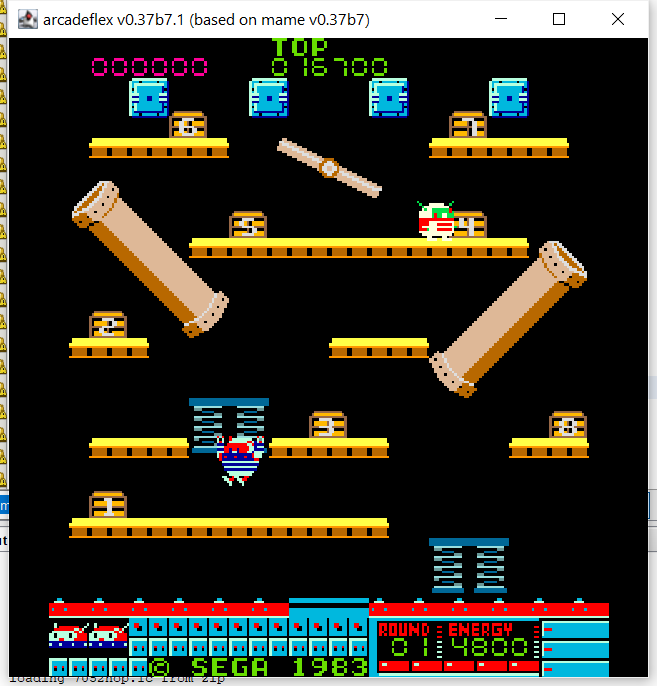 arcadeflex v0.37b7.1 (based on mame v0.37b7)
TOP
000000 016700
6 7
5 4
2
3 8
1
ROUND ENERGY
01 4800
© SEGA 1983
loading 7052hop.ic from zip